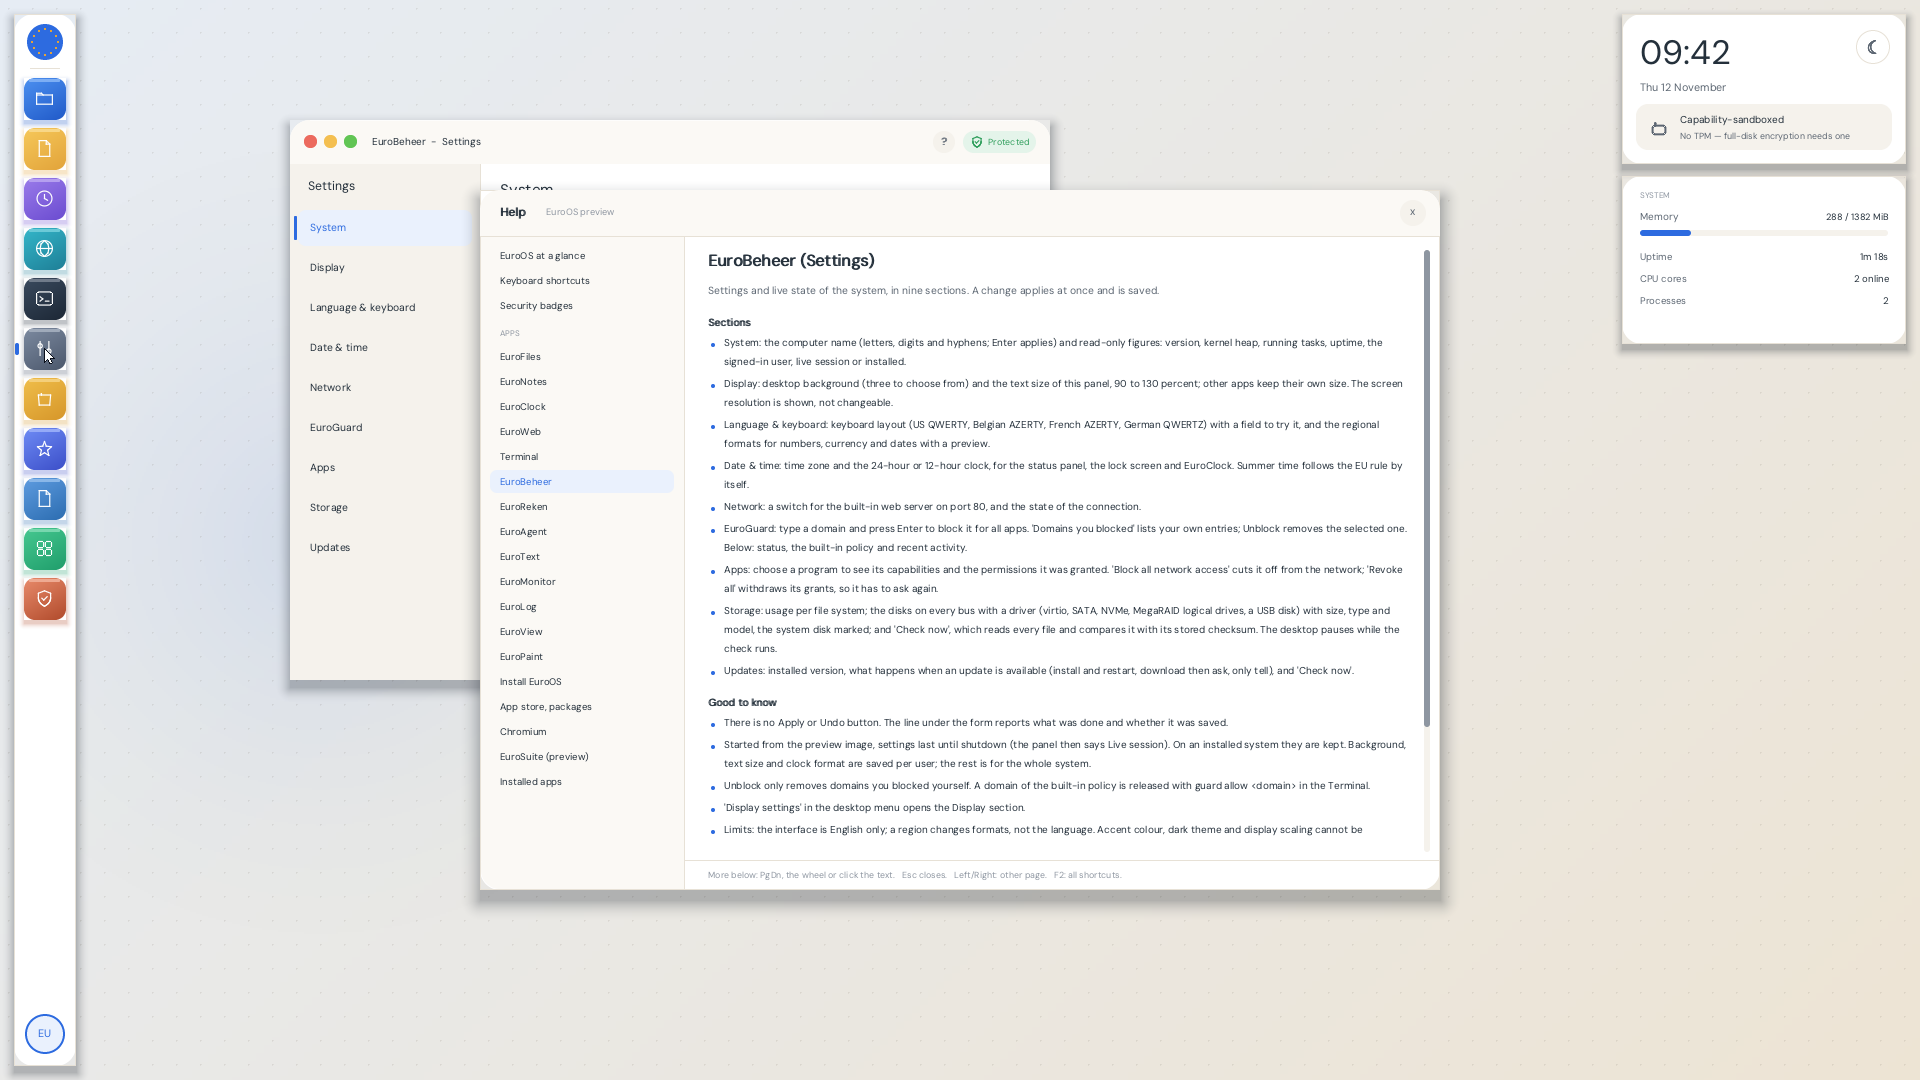 EuroBeheer - Settings
?
Protected
Settings
System
Display
Language & keyboard
Date & time
Network
EuroGuard
Apps
Storage
Updates
System
Help
EuroOS preview
x
EuroOS at a glance
Keyboard shortcuts
Security badges
APPS
EuroFiles
EuroNotes
EuroClock
EuroWeb
Terminal
EuroBeheer
EuroReken
EuroAgent
EuroText
EuroMonitor
EuroLog
EuroView
EuroPaint
Install EuroOS
App store, packages
Chromium
EuroSuite (preview)
Installed apps
EuroBeheer (Settings)
Settings and live state of the system, in nine sections. A change applies at once and is saved.
Sections
System: the computer name (letters, digits and hyphens; Enter applies) and read-only figures: version, kernel heap, running tasks, uptime, the
signed-in user, live session or installed.
Display: desktop background (three to choose from) and the text size of this panel, 90 to 130 percent; other apps keep their own size. The screen
resolution is shown, not changeable.
Language & keyboard: keyboard layout (US QWERTY, Belgian AZERTY, French AZERTY, German QWERTZ) with a field to try it, and the regional
formats for numbers, currency and dates with a preview.
Date & time: time zone and the 24-hour or 12-hour clock, for the status panel, the lock screen and EuroClock. Summer time follows the EU rule by
itself.
Network: a switch for the built-in web server on port 80, and the state of the connection.
EuroGuard: type a domain and press Enter to block it for all apps. 'Domains you blocked' lists your own entries; Unblock removes the selected one.
Below: status, the built-in policy and recent activity.
Apps: choose a program to see its capabilities and the permissions it was granted. 'Block all network access' cuts it off from the network; 'Revoke
all' withdraws its grants, so it has to ask again.
Storage: usage per file system; the disks on every bus with a driver (virtio, SATA, NVMe, MegaRAID logical drives, a USB disk) with size, type and
model, the system disk marked; and 'Check now', which reads every file and compares it with its stored checksum. The desktop pauses while the
check runs.
Updates: installed version, what happens when an update is available (install and restart, download then ask, only tell), and 'Check now'.
Good to know
There is no Apply or Undo button. The line under the form reports what was done and whether it was saved.
Started from the preview image, settings last until shutdown (the panel then says Live session). On an installed system they are kept. Background,
text size and clock format are saved per user; the rest is for the whole system.
Unblock only removes domains you blocked yourself. A domain of the built-in policy is released with guard allow <domain> in the Terminal.
'Display settings' in the desktop menu opens the Display section.
Limits: the interface is English only; a region changes formats, not the language. Accent colour, dark theme and display scaling cannot be
More below: PgDn, the wheel or click the text. Esc closes. Left/Right: other page. F2: all shortcuts.
09:42
Thu 12 November
Capability-sandboxed
No TPM — full-disk encryption needs one
SYSTEM
Memory 288 / 1382 MiB
Uptime 1m 18s
CPU cores 2 online
Processes 2
EU